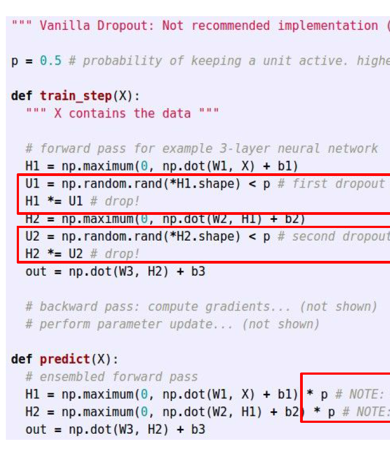 """ Vanilla Dropout: Not recommended implementation (
p = 0.5 # probability of keeping a unit active. highe
def train_step(X):
""" X contains the data """
# forward pass for example 3-layer neural network
H1 = np.maximum(0, np.dot(W1, X) + b1)
U1 = np.random.rand(*H1.shape) < p # first dropout
H1 *= U1 # drop!
H2 = np.maximum(0, np.dot(W2, H1) + b2)
U2 = np.random.rand(*H2.shape) < p # second dropout
H2 *= U2 # drop!
out = np.dot(W3, H2) + b3
# backward pass: compute gradients... (not shown)
# perform parameter update... (not shown)
def predict(X):
# ensembled forward pass
H1 = np.maximum(0, np.dot(W1, X) + b1) * p # NOTE:
H2 = np.maximum(0, np.dot(W2, H1) + b2) * p # NOTE:
out = np.dot(W3, H2) + b3